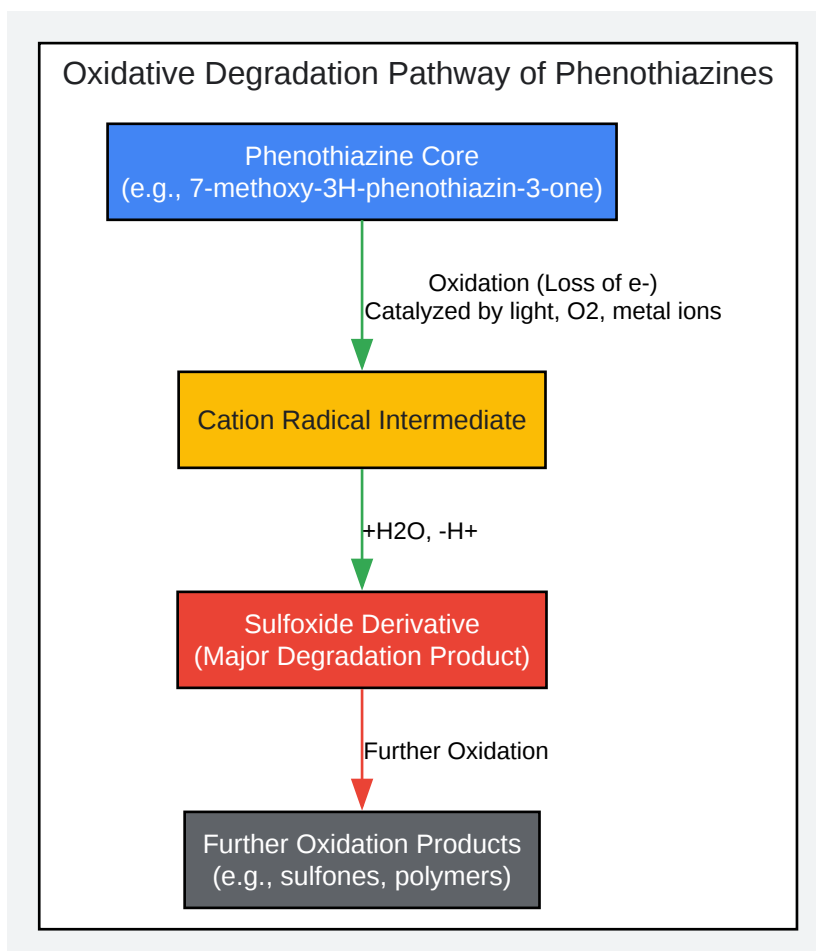 Oxidative Degradation Pathway of Phenothiazines
Phenothiazine Core
(e.g., 7-methoxy-3H-phenothiazin-3-one)
Oxidation (Loss of e-)
Catalyzed by light, O2, metal ions
Cation Radical Intermediate
+H2O, -H+
Sulfoxide Derivative
(Major Degradation Product)
Further Oxidation
Further Oxidation Products
(e.g., sulfones, polymers)